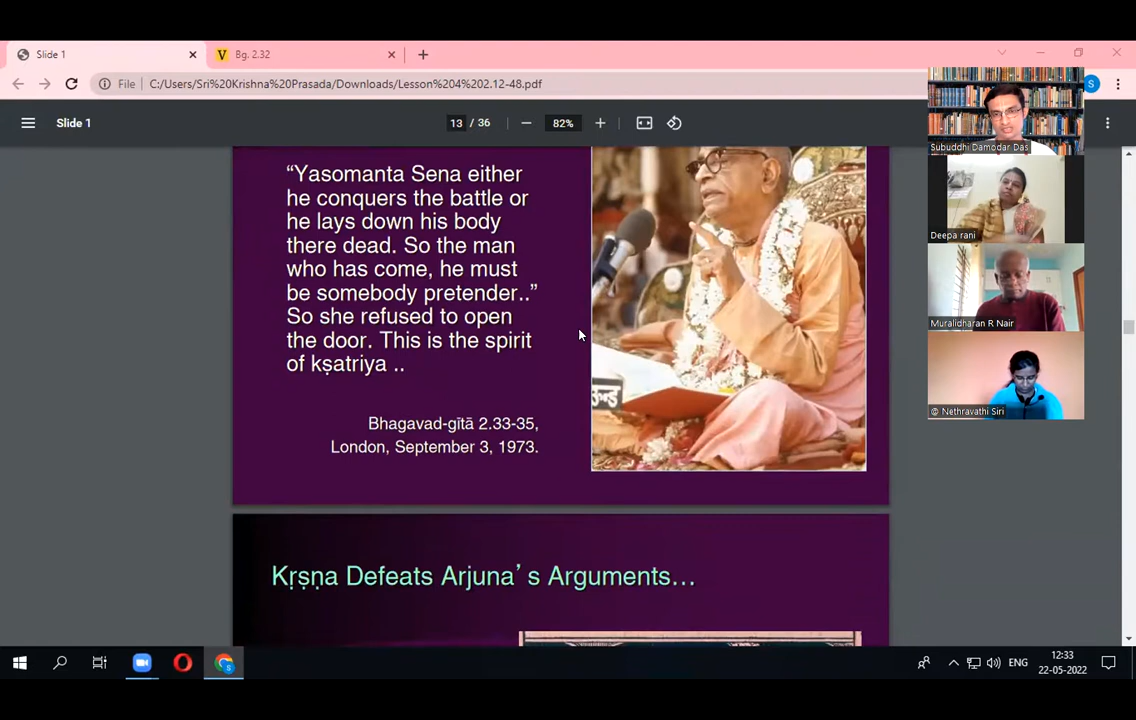 Slide 1
Bg. 2.32
File
C:/Users/Sri%20Krishna%20Prasada/Downloads/Lesson%204%202.12-48.pdf
S
Slide 1
13 / 36
82%
“Yasomanta Sena either
he conquers the battle or
he lays down his body
there dead. So the man
who has come, he must
be somebody pretender..”
So she refused to open
the door. This is the spirit
of kṣatriya ..
Bhagavad-gītā 2.33-35,
London, September 3, 1973.
Kṛṣṇa Defeats Arjuna’s Arguments…
Subuddhi Damodar Das
Deepa rani
Muralidharan R Nair
@ Nethravathi Siri
ENG
12:33
22-05-2022